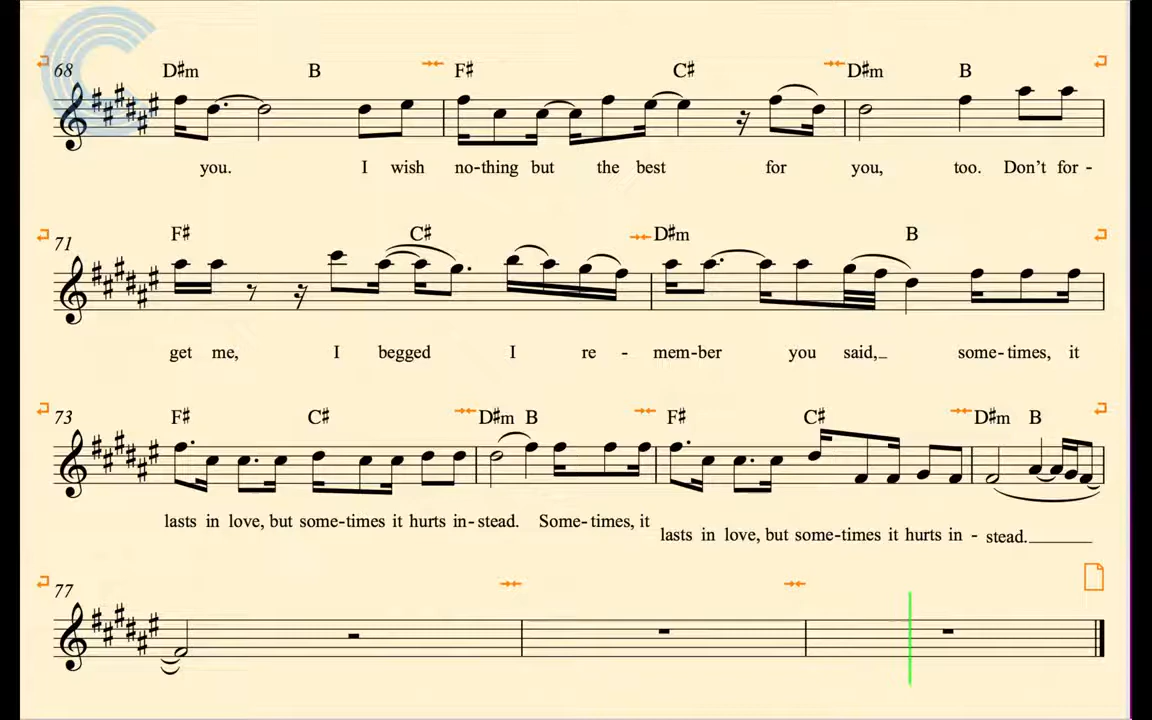 68 D♯m B F♯ C♯ D♯m B
you. I wish no-thing but the best for you, too. Don't for -
71 F♯ C♯ D♯m B
get me, I begged I re - mem-ber you said,_ some-times, it
73 F♯ C♯ D♯m B F♯ C♯ D♯m B
lasts in love, but some-times it hurts in-stead. Some-times, it
lasts in love, but some-times it hurts in - stead.
77